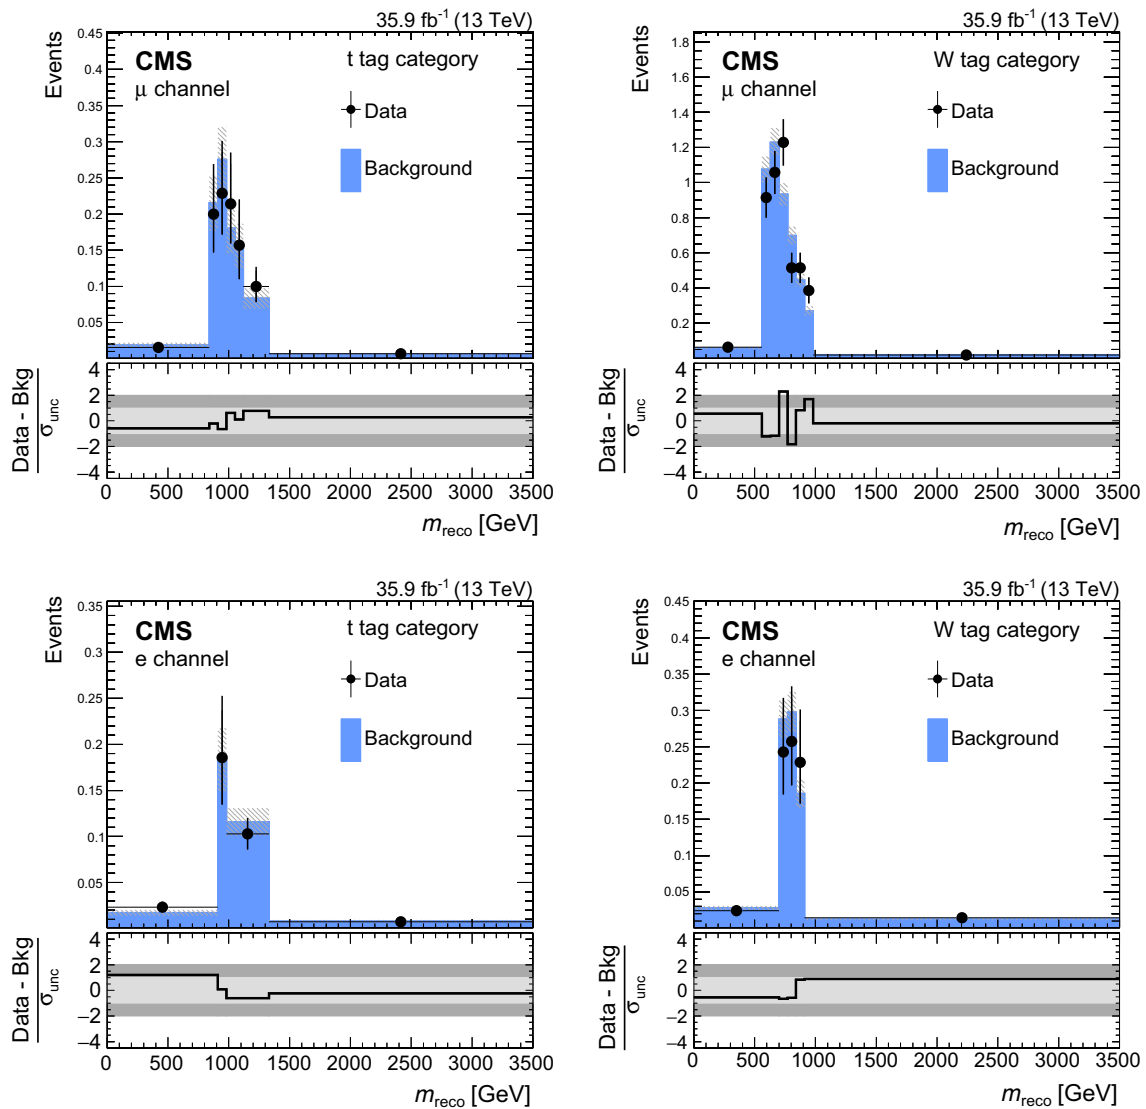 35.9 fb⁻¹ (13 TeV)
Events
0.45
0.4
0.35
0.3
0.25
0.2
0.15
0.1
0.05
CMS
μ channel
t tag category
Data
Background
Data - Bkg
σunc
4
2
0
−2
−4
0 500 1000 1500 2000 2500 3000 3500
mreco [GeV]
35.9 fb⁻¹ (13 TeV)
Events
1.8
1.6
1.4
1.2
1
0.8
0.6
0.4
0.2
CMS
μ channel
W tag category
Data
Background
Data - Bkg
σunc
4
2
0
−2
−4
0 500 1000 1500 2000 2500 3000 3500
mreco [GeV]
35.9 fb⁻¹ (13 TeV)
Events
0.35
0.3
0.25
0.2
0.15
0.1
0.05
CMS
e channel
t tag category
Data
Background
Data - Bkg
σunc
4
2
0
−2
−4
0 500 1000 1500 2000 2500 3000 3500
mreco [GeV]
35.9 fb⁻¹ (13 TeV)
Events
0.45
0.4
0.35
0.3
0.25
0.2
0.15
0.1
0.05
CMS
e channel
W tag category
Data
Background
Data - Bkg
σunc
4
2
0
−2
−4
0 500 1000 1500 2000 2500 3000 3500
mreco [GeV]